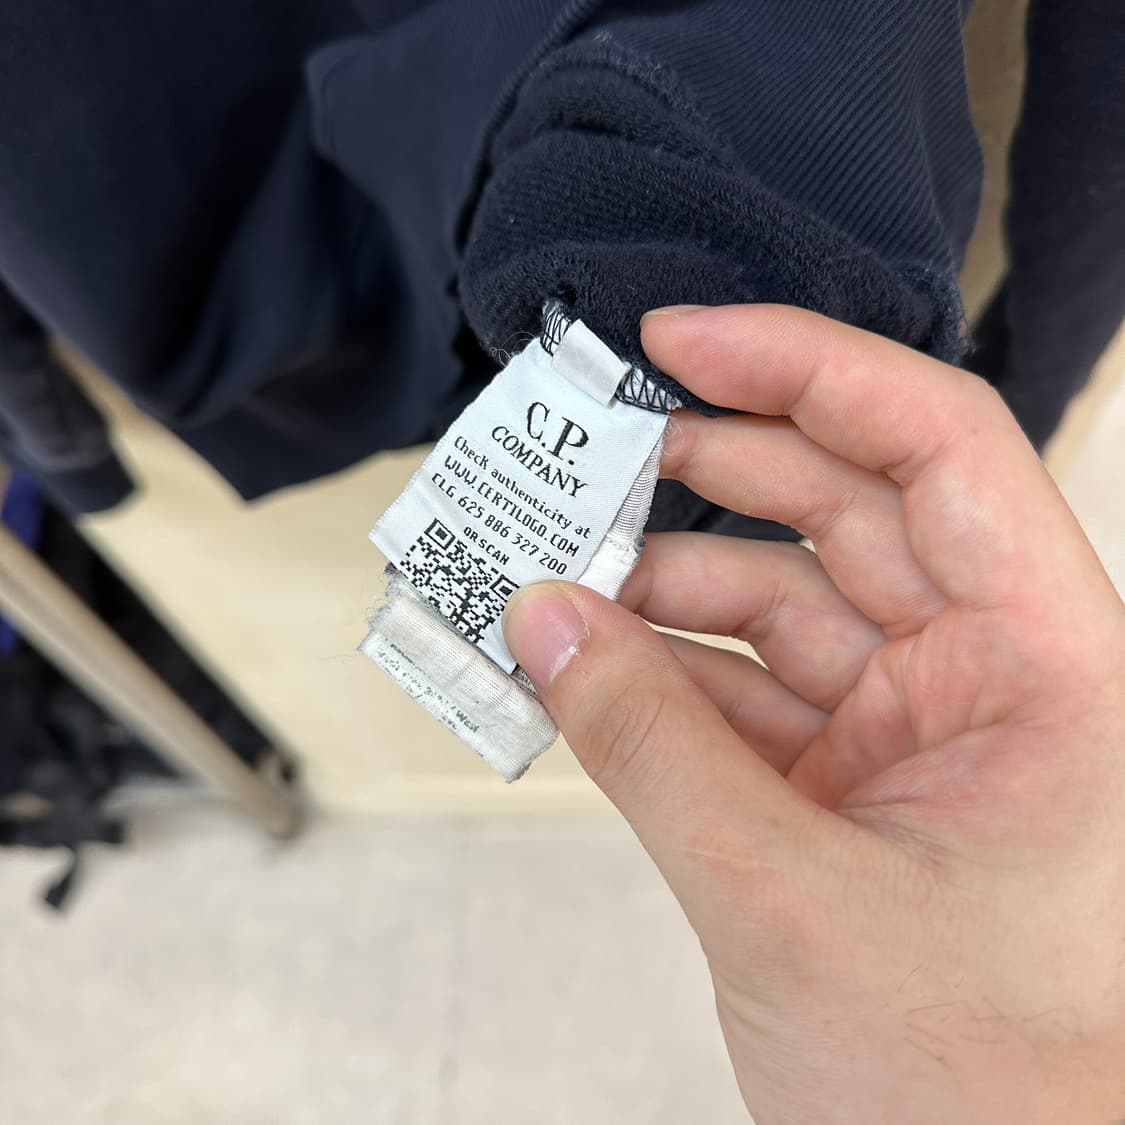 C.P.
COMPANY
Check authenticity at
WWW.CERTILOGO.COM
CLG 625 886 327 200
OR SCAN